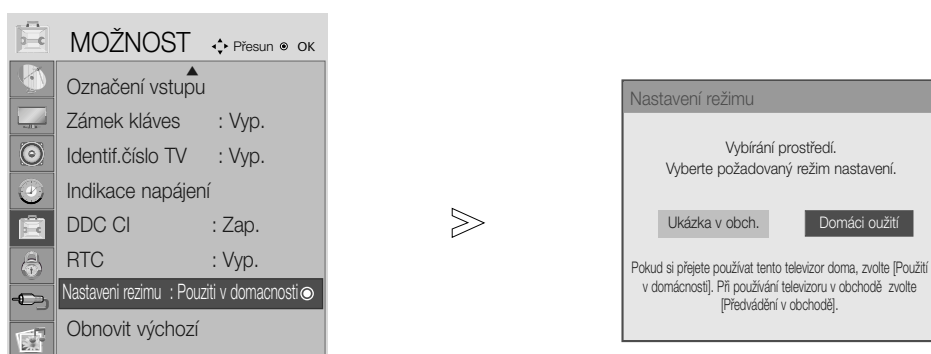 MOŽNOST Přesun OK
Označení vstupu
Zámek kláves : Vyp.
Identif.číslo TV : Vyp.
Indikace napájení
DDC CI : Zap.
RTC : Vyp.
Nastaveni rezimu : Pouziti v domacnosti
Obnovit výchozí
Nastavení režimu
Vybírání prostředí.
Vyberte požadovaný režim nastavení.
Ukázka v obch. Domáci oužití
Pokud si přejete používat tento televizor doma, zvolte [Použití
v domácnosti]. Při používání televizoru v obchodě zvolte
[Předvádění v obchodě].